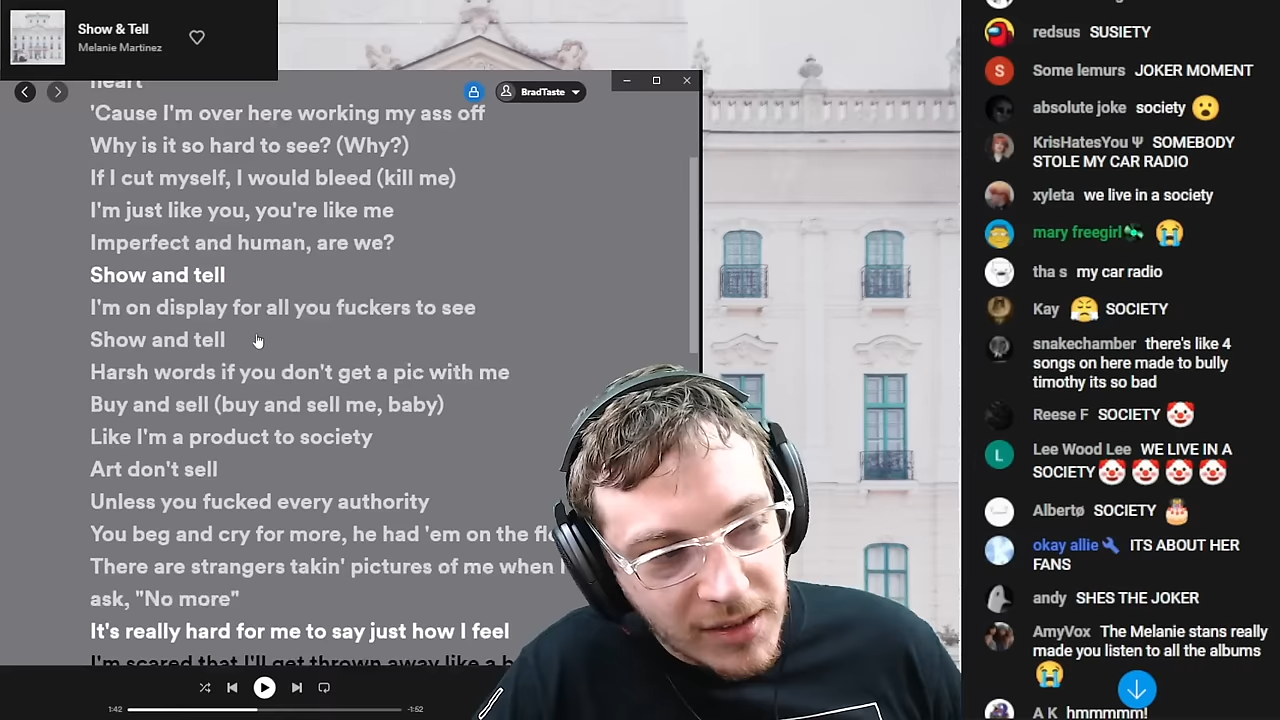 Show & Tell
Melanie Martinez
heart
BradTaste
'Cause I'm over here working my ass off
Why is it so hard to see? (Why?)
If I cut myself, I would bleed (kill me)
I'm just like you, you're like me
Imperfect and human, are we?
Show and tell
I'm on display for all you fuckers to see
Show and tell
Harsh words if you don't get a pic with me
Buy and sell (buy and sell me, baby)
Like I'm a product to society
Art don't sell
Unless you fucked every authority
You beg and cry for more, he had 'em on the
There are strangers takin' pictures of me when
ask, "No more"
It's really hard for me to say just how I feel
I'm scared that I'll get thrown away like a
1:42
-1:52
redsus SUSIETY
S
Some lemurs JOKER MOMENT
absolute joke society 😮
KrisHatesYou Ψ SOMEBODY
STOLE MY CAR RADIO
xyleta we live in a society
mary freegirl💸 😭
tha s my car radio
Kay 😤 SOCIETY
snakechamber there's like 4
songs on here made to bully
timothy its so bad
Reese F SOCIETY 🤡
L
Lee Wood Lee WE LIVE IN A
SOCIETY🤡🤡🤡🤡
Albertø SOCIETY 🎂
okay allie🔧 ITS ABOUT HER
FANS
andy SHES THE JOKER
AmyVox The Melanie stans really
made you listen to all the albums
😭
A K hmmmmm!